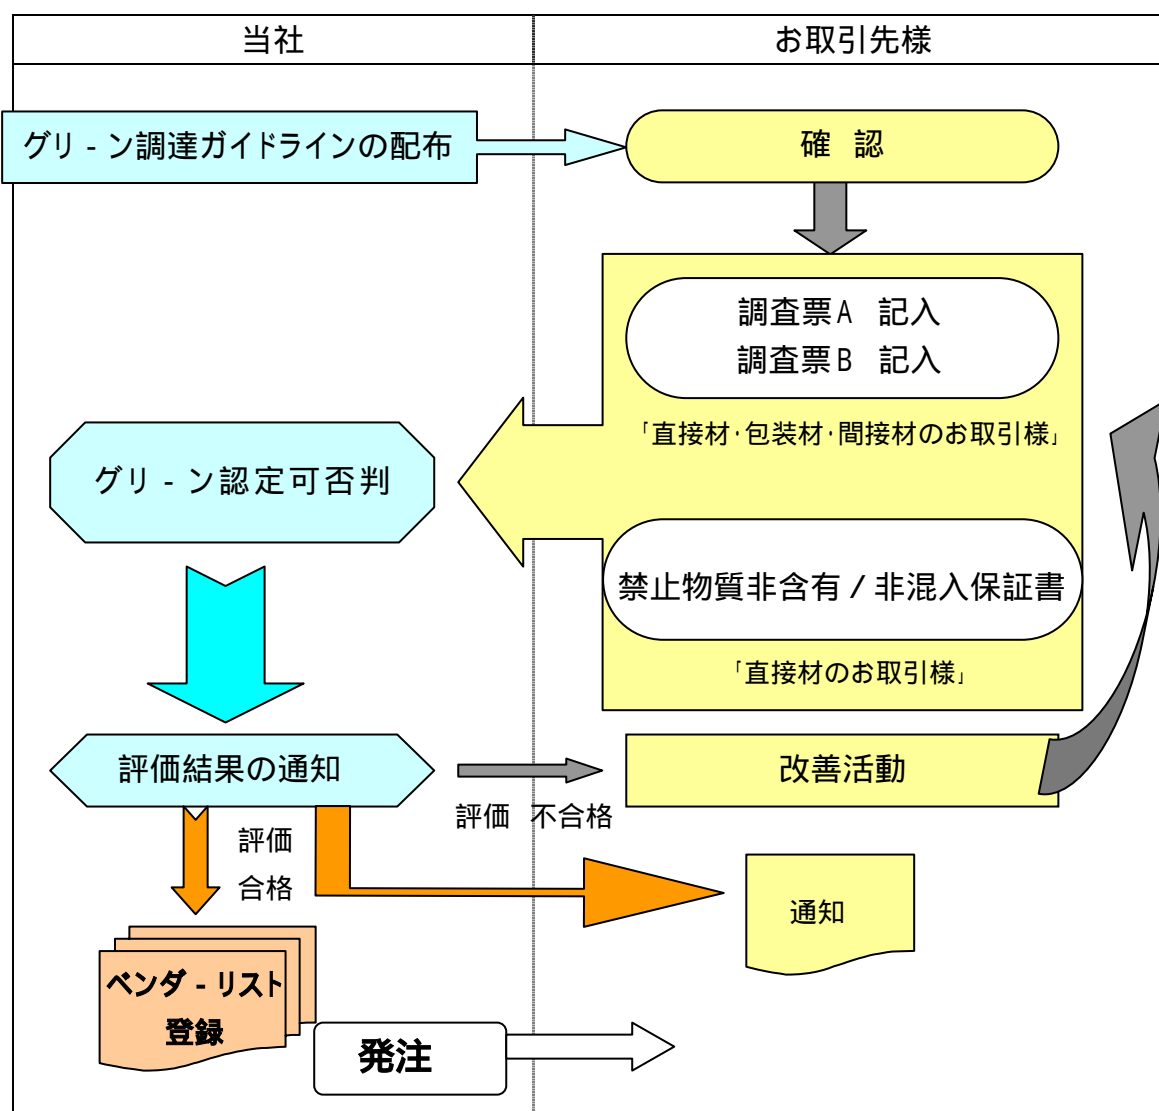 当社
お取引先様
グリ-ン調達ガイドラインの配布
確 認
調査票A 記入
調査票B 記入
「直接材・包装材・間接材のお取引様」
グリ-ン認定可否判
禁止物質非含有/非混入保証書
「直接材のお取引様」
評価結果の通知
改善活動
評価 不合格
評価
合格
通知
ベンダ-リスト
登録
発注